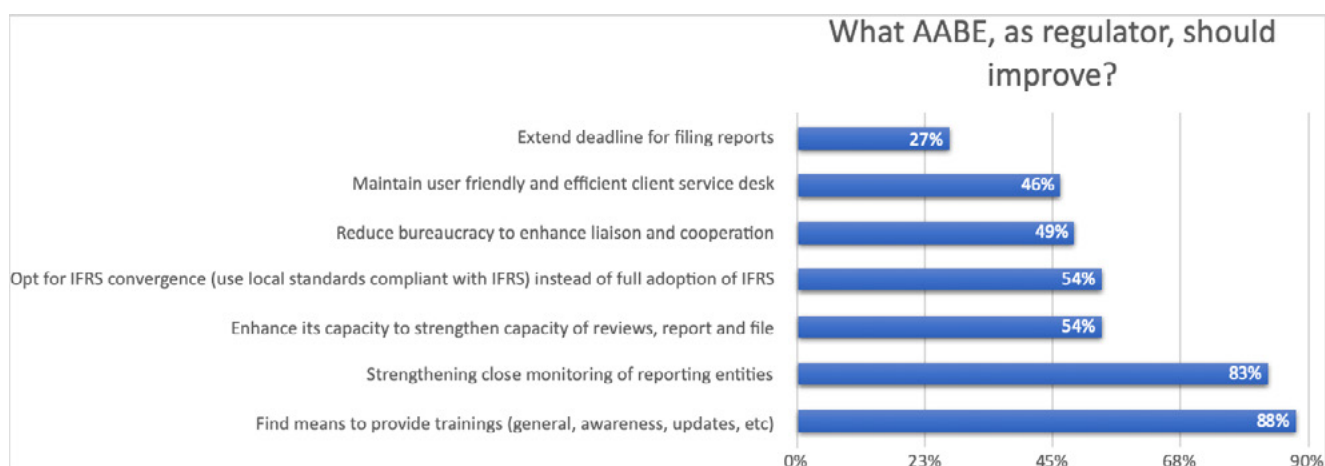 What AABE, as regulator, should
improve?
Extend deadline for filing reports
27%
Maintain user friendly and efficient client service desk
46%
Reduce bureaucracy to enhance liaison and cooperation
49%
Opt for IFRS convergence (use local standards compliant with IFRS) instead of full adoption of IFRS
54%
Enhance its capacity to strengthen capacity of reviews, report and file
54%
Strengthening close monitoring of reporting entities
83%
Find means to provide trainings (general, awareness, updates, etc)
88%
0% 23% 45% 68% 90%